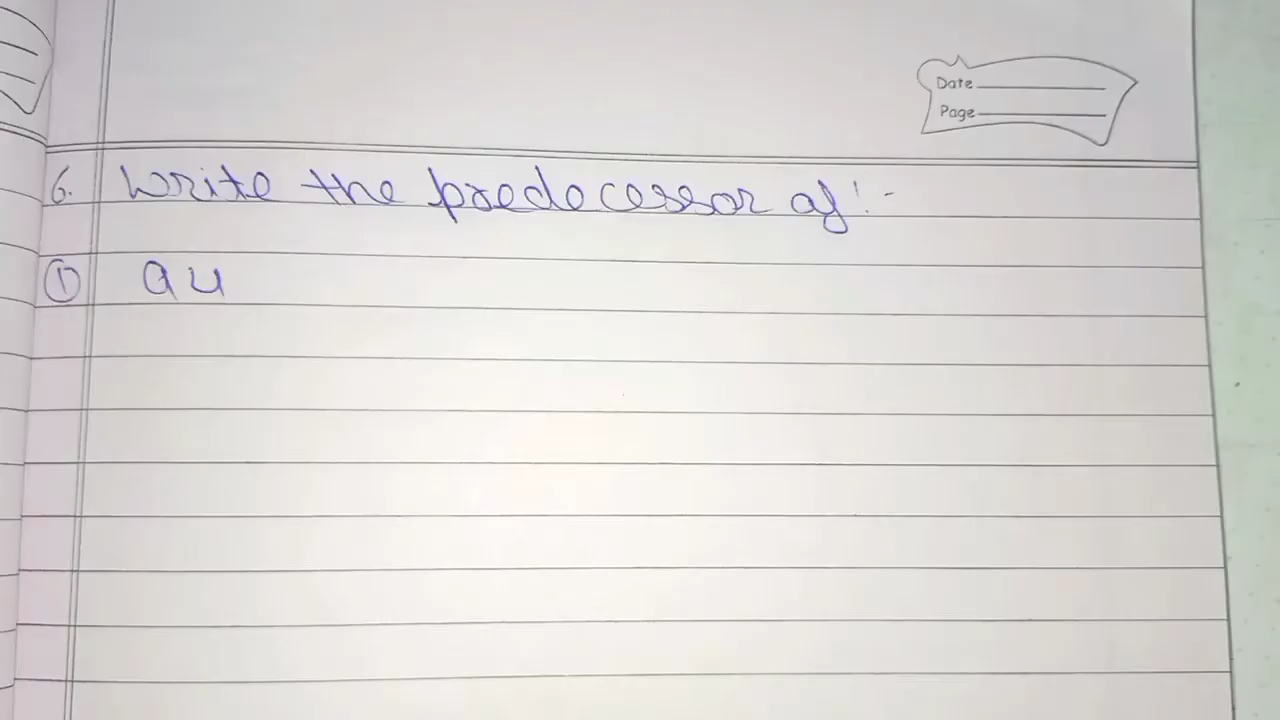 Date
Page
6. Write the predecessor of :-
① 94